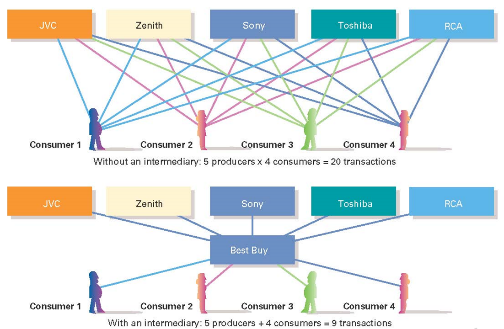 JVC Zenith Sony Toshiba RCA
Consumer 1 Consumer 2 Consumer 3 Consumer 4
Without an intermediary: 5 producers x 4 consumers = 20 transactions
JVC Zenith Sony Toshiba RCA
Best Buy
Consumer 1 Consumer 2 Consumer 3 Consumer 4
With an intermediary: 5 producers + 4 consumers = 9 transactions